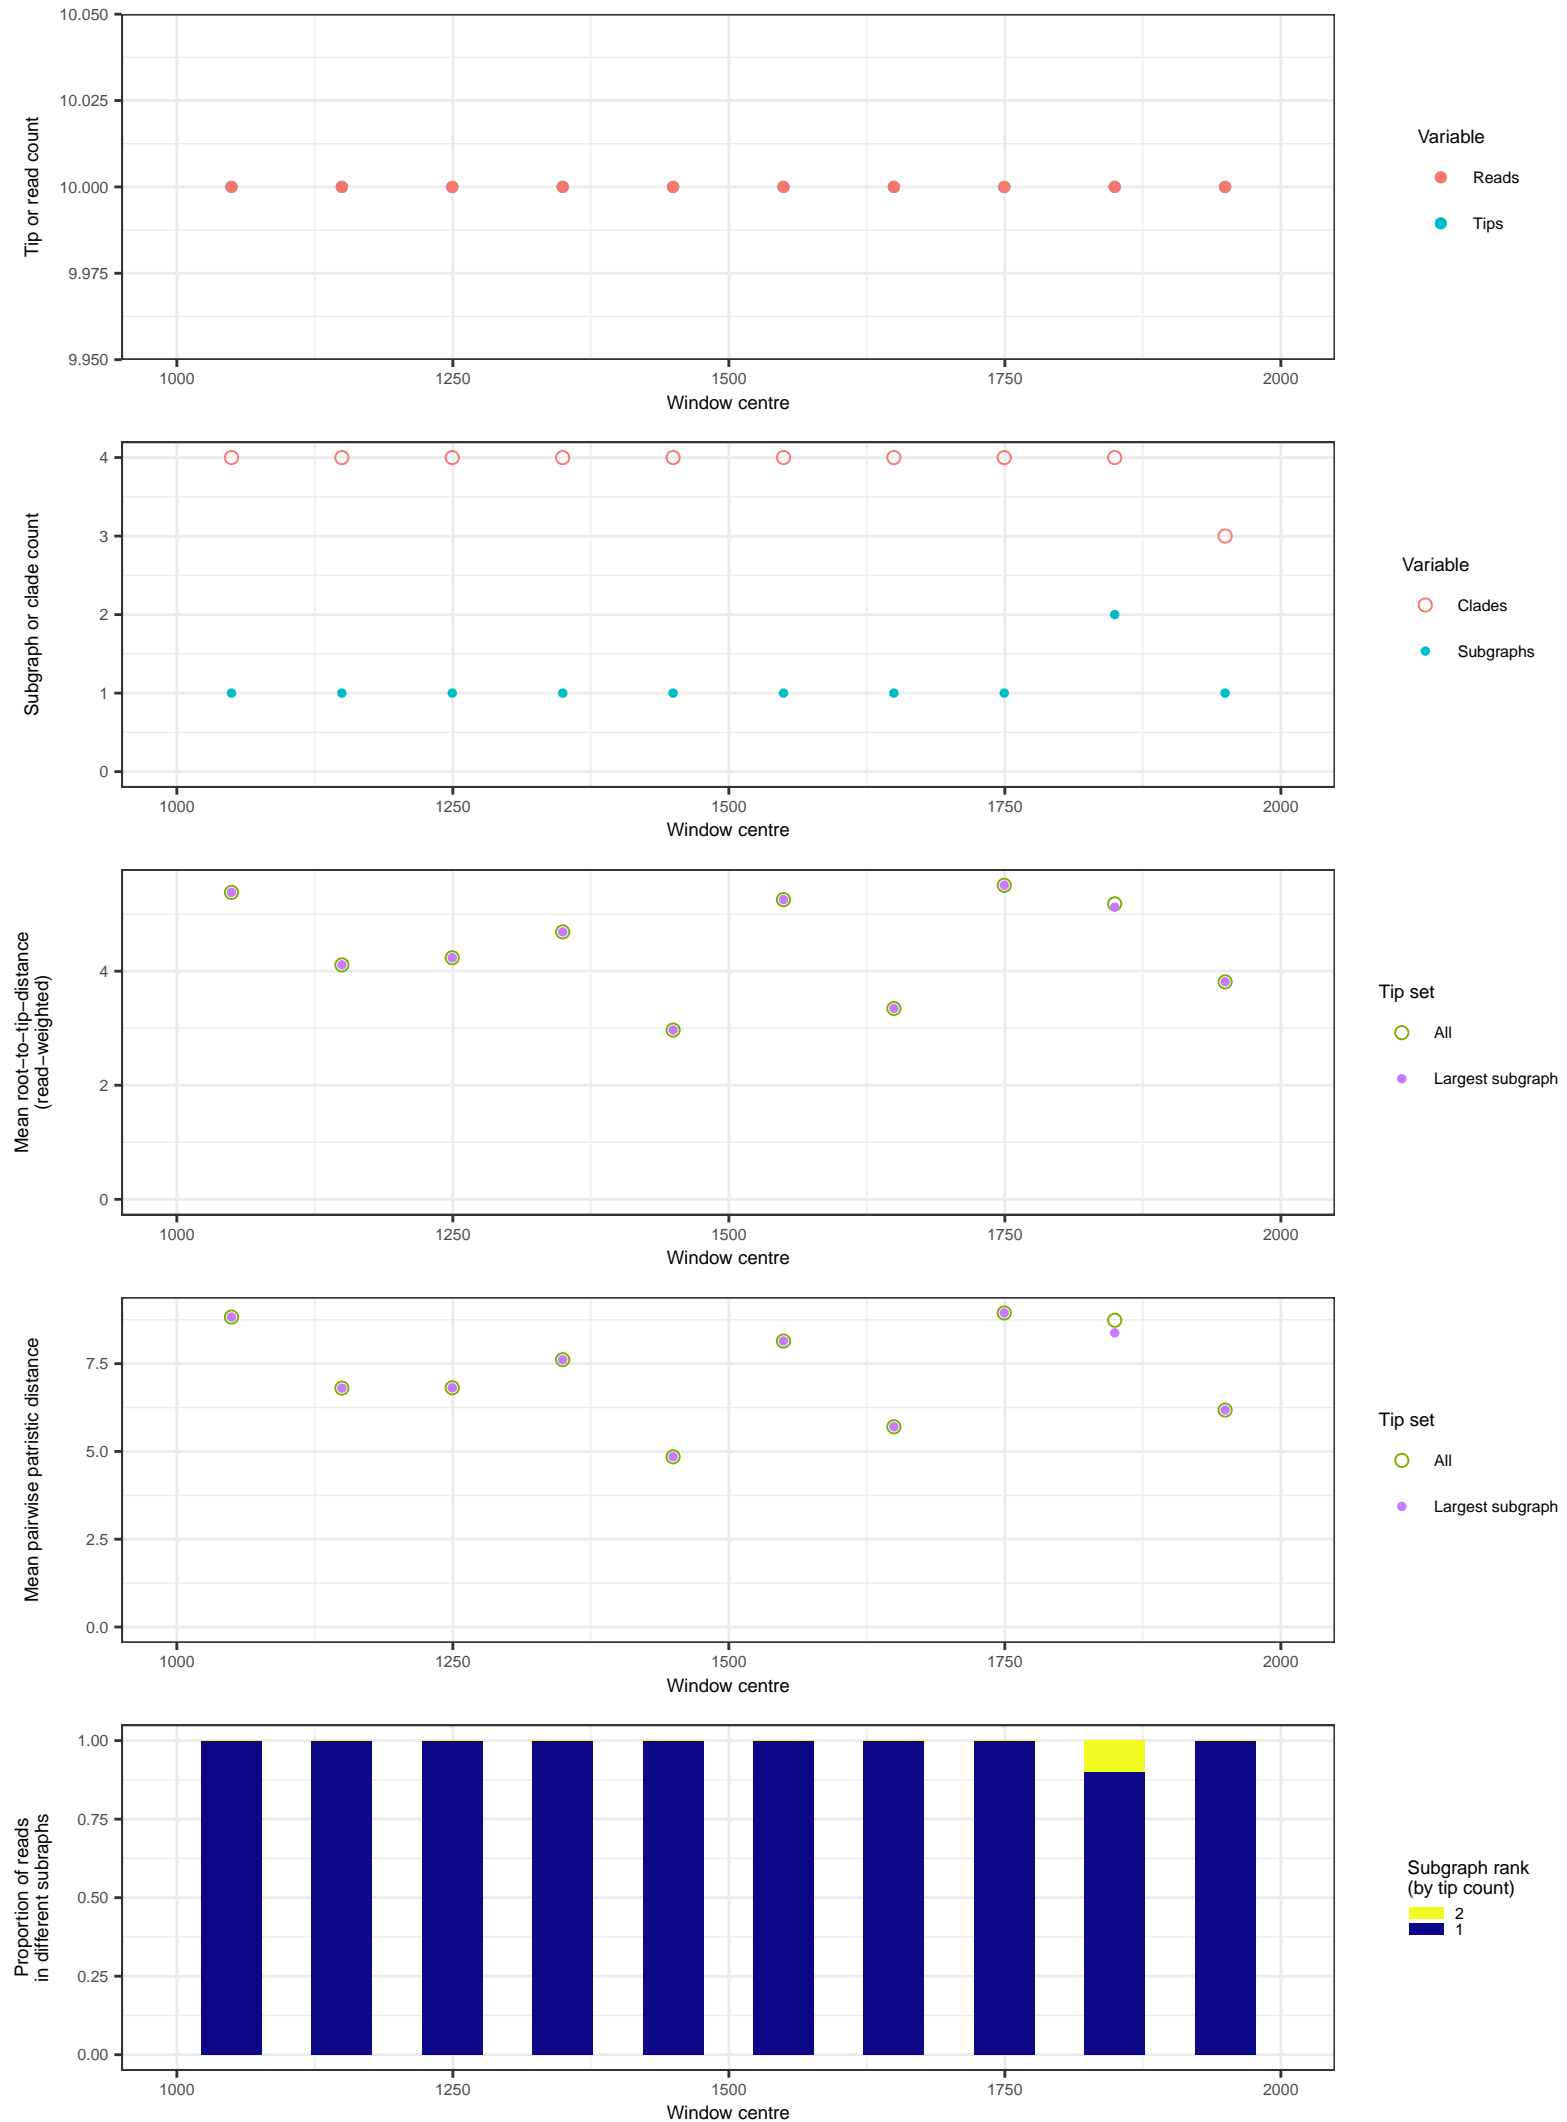 10.050
10.025
10.000
9.975
9.950
Tip or read count
1000 1250 1500 1750 2000
Window centre
Variable
Reads
Tips
4
3
2
1
0
Subgraph or clade count
1000 1250 1500 1750 2000
Window centre
Variable
Clades
Subgraphs
4
2
0
Mean root−to−tip−distance
(read−weighted)
1000 1250 1500 1750 2000
Window centre
Tip set
All
Largest subgraph
7.5
5.0
2.5
0.0
Mean pairwise patristic distance
1000 1250 1500 1750 2000
Window centre
Tip set
All
Largest subgraph
1.00
0.75
0.50
0.25
0.00
Proportion of reads
in different subraphs
1000 1250 1500 1750 2000
Window centre
Subgraph rank
(by tip count)
2
1